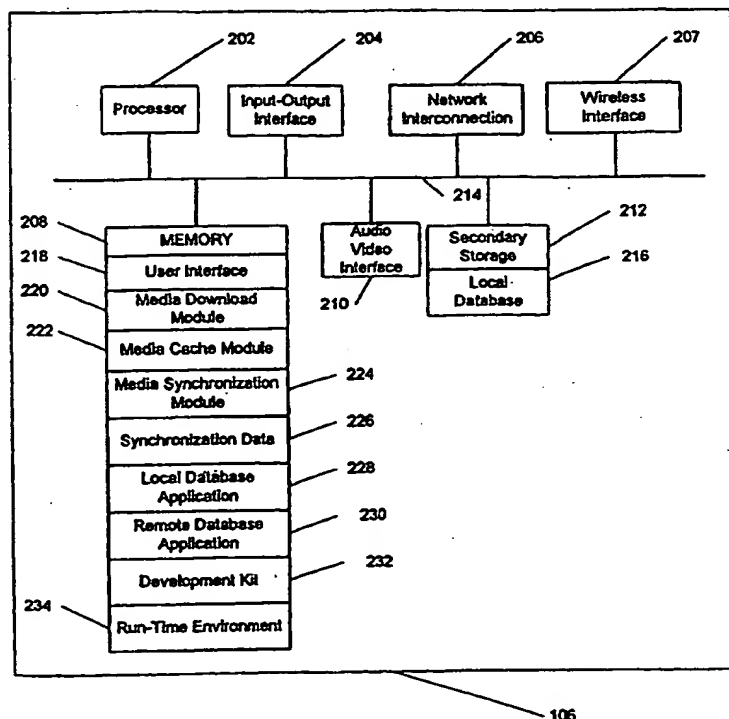 202
204
206
207
Processor
Input-Output
Interface
Network
Interconnection
Wireless
Interface
214
208
MEMORY
218
User Interface
220
Media Download
Module
222
Media Cache Module
Media Synchronization
Module
224
Synchronization Data
226
Local Database
Application
228
Remote Database
Application
230
Development Kit
232
234
Run-Time Environment
Audio
Video
Interface
210
Secondary
Storage
212
Local
Database
216
106